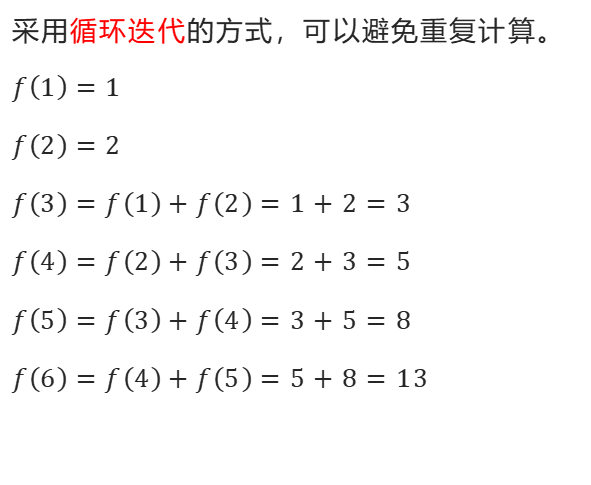 采用循环迭代的方式，可以避免重复计算。
f(1) = 1
f(2) = 2
f(3) = f(1) + f(2) = 1 + 2 = 3
f(4) = f(2) + f(3) = 2 + 3 = 5
f(5) = f(3) + f(4) = 3 + 5 = 8
f(6) = f(4) + f(5) = 5 + 8 = 13